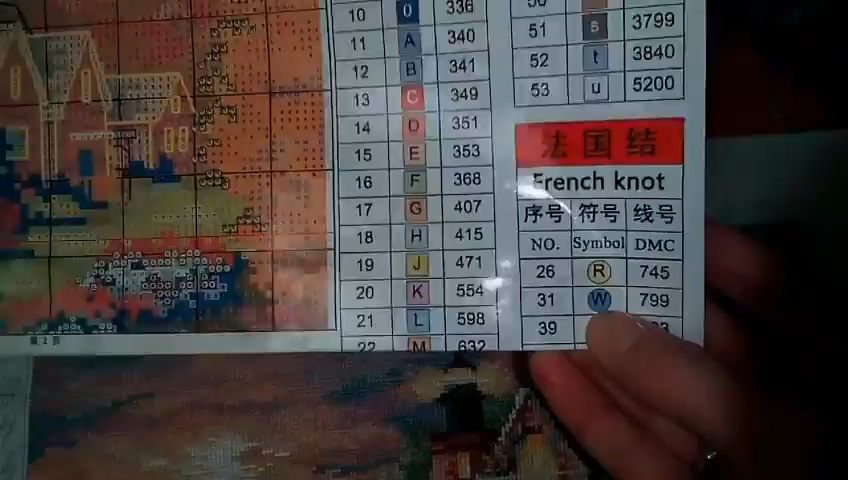 10 0 336
11 A 340
12 B 341
13 C 349
14 D 351
15 E 353
16 F 368
17 G 407
18 H 415
19 J 471
20 K 554
21 L 598
22 M 632
51 s 3799
52 t 3840
53 u 5200
法国结
French knot
序号 符号 线号
NO. Symbol DMC
26 R 745
31 W 799
39